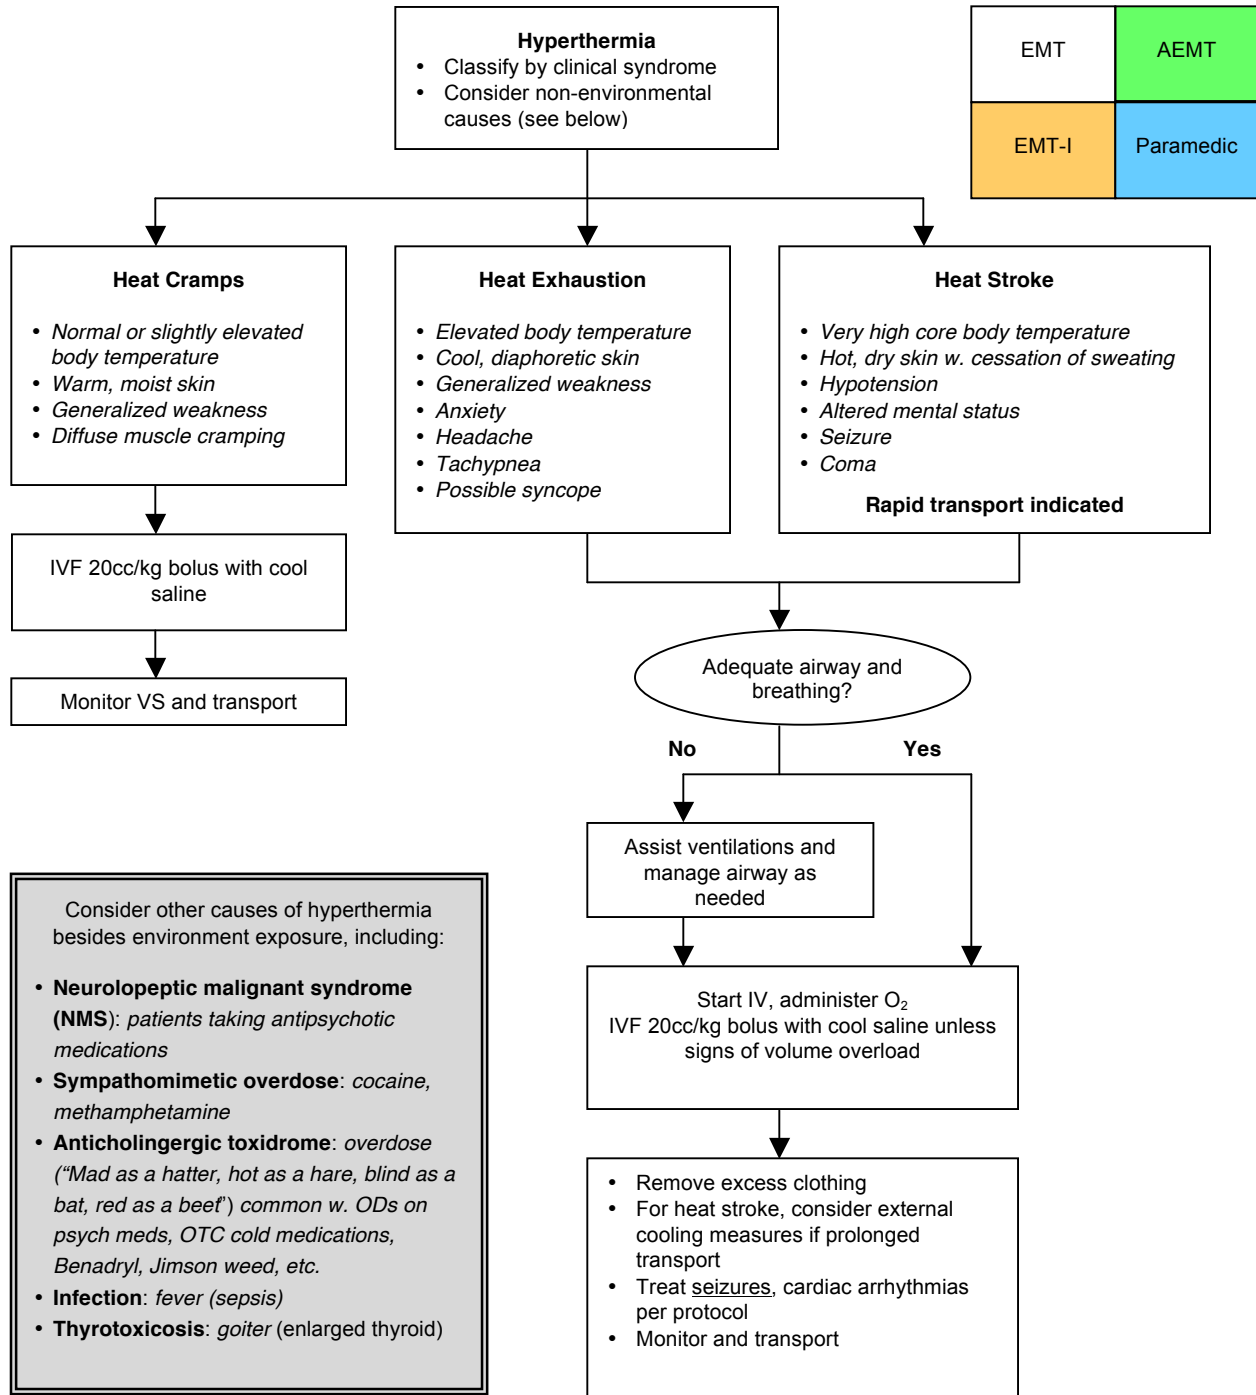 Hyperthermia
• Classify by clinical syndrome
• Consider non-environmental
causes (see below)
EMT
AEMT
EMT-I
Paramedic
Heat Cramps
• Normal or slightly elevated
body temperature
• Warm, moist skin
• Generalized weakness
• Diffuse muscle cramping
Heat Exhaustion
• Elevated body temperature
• Cool, diaphoretic skin
• Generalized weakness
• Anxiety
• Headache
• Tachypnea
• Possible syncope
Heat Stroke
• Very high core body temperature
• Hot, dry skin w. cessation of sweating
• Hypotension
• Altered mental status
• Seizure
• Coma
Rapid transport indicated
IVF 20cc/kg bolus with cool
saline
Monitor VS and transport
Adequate airway and
breathing?
No
Yes
Assist ventilations and
manage airway as
needed
Start IV, administer O₂
IVF 20cc/kg bolus with cool saline unless
signs of volume overload
• Remove excess clothing
• For heat stroke, consider external
cooling measures if prolonged
transport
• Treat seizures, cardiac arrhythmias
per protocol
• Monitor and transport
Consider other causes of hyperthermia
besides environment exposure, including:
• Neurolopeptic malignant syndrome
(NMS): patients taking antipsychotic
medications
• Sympathomimetic overdose: cocaine,
methamphetamine
• Anticholingergic toxidrome: overdose
(“Mad as a hatter, hot as a hare, blind as a
bat, red as a beet”) common w. ODs on
psych meds, OTC cold medications,
Benadryl, Jimson weed, etc.
• Infection: fever (sepsis)
• Thyrotoxicosis: goiter (enlarged thyroid)